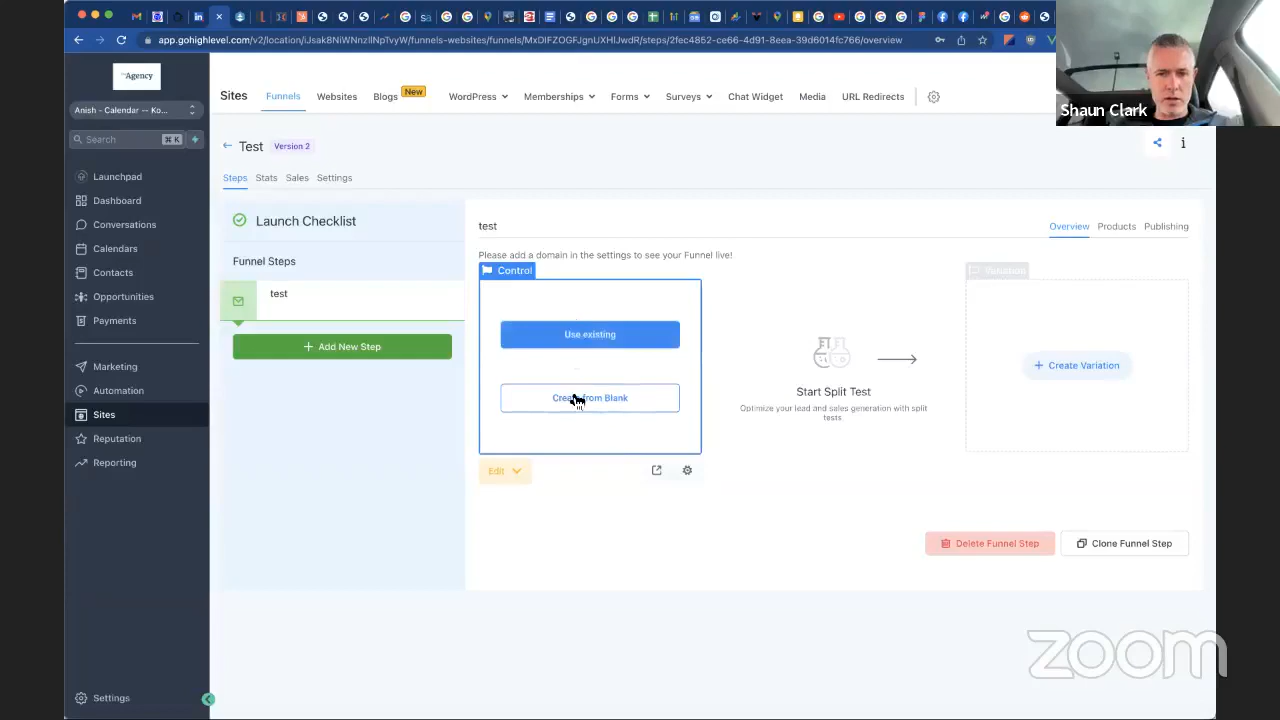 app.gohighlevel.com/v2/location/iJsak8NiWNnzlINpTvyW/funnels-websites/funnels/MxDIFZOGFJgnUXHIJwdR/steps/2fec4852-ce66-4d91-8eea-39d6014fc766/overview
Shaun Clark
Agency
Anish - Calendar -- Ko...
Search
⌘ K
Launchpad
Dashboard
Conversations
Calendars
Contacts
Opportunities
Payments
Marketing
Automation
Sites
Reputation
Reporting
Settings
Sites Funnels Websites Blogs New WordPress Memberships Forms Surveys Chat Widget Media URL Redirects
Test Version 2
Steps Stats Sales Settings
Launch Checklist
Funnel Steps
test
+ Add New Step
test
Overview Products Publishing
Please add a domain in the settings to see your Funnel live!
Control
Use existing
Create from Blank
Edit
Start Split Test
Optimize your lead and sales generation with split
tests
Variation
+ Create Variation
Delete Funnel Step
Clone Funnel Step
zoom